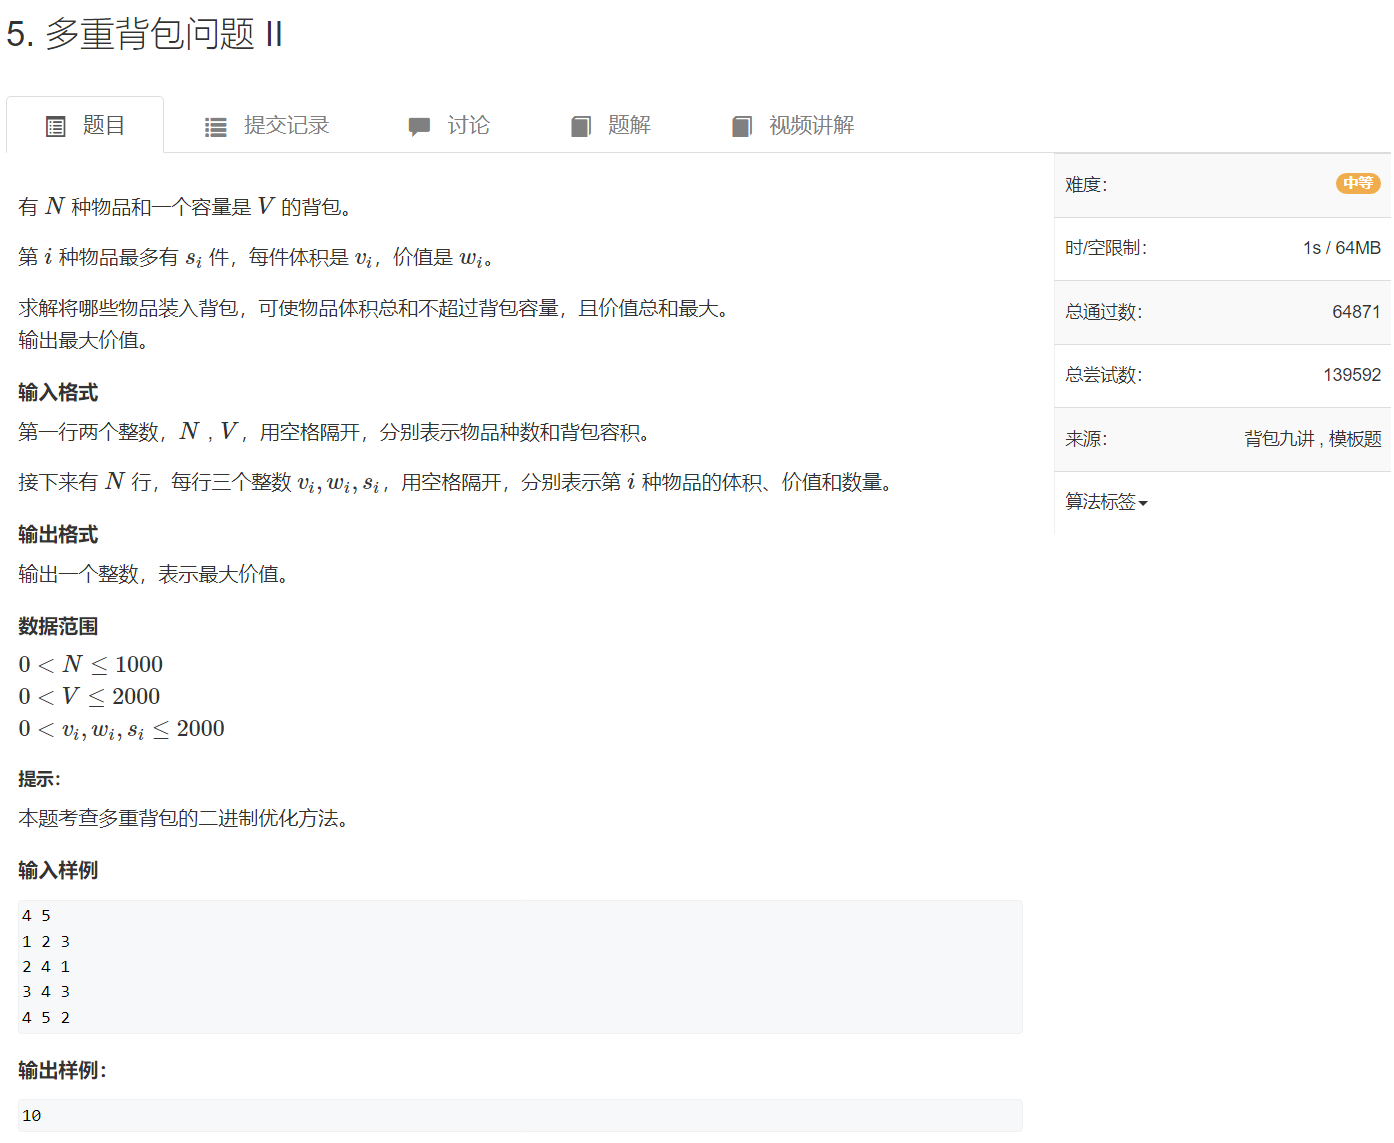 5. 多重背包问题 II
题目 提交记录 讨论 题解 视频讲解
有 N 种物品和一个容量是 V 的背包。
第 i 种物品最多有 sᵢ 件，每件体积是 vᵢ，价值是 wᵢ。
求解将哪些物品装入背包，可使物品体积总和不超过背包容量，且价值总和最大。
输出最大价值。
输入格式
第一行两个整数，N，V，用空格隔开，分别表示物品种数和背包容积。
接下来有 N 行，每行三个整数 vᵢ, wᵢ, sᵢ，用空格隔开，分别表示第 i 种物品的体积、价值和数量。
输出格式
输出一个整数，表示最大价值。
数据范围
0 < N ≤ 1000
0 < V ≤ 2000
0 < vᵢ, wᵢ, sᵢ ≤ 2000
提示：
本题考查多重背包的二进制优化方法。
输入样例
4 5
1 2 3
2 4 1
3 4 3
4 5 2
输出样例：
10
难度： 中等
时/空限制： 1s / 64MB
总通过数： 64871
总尝试数： 139592
来源： 背包九讲 , 模板题
算法标签